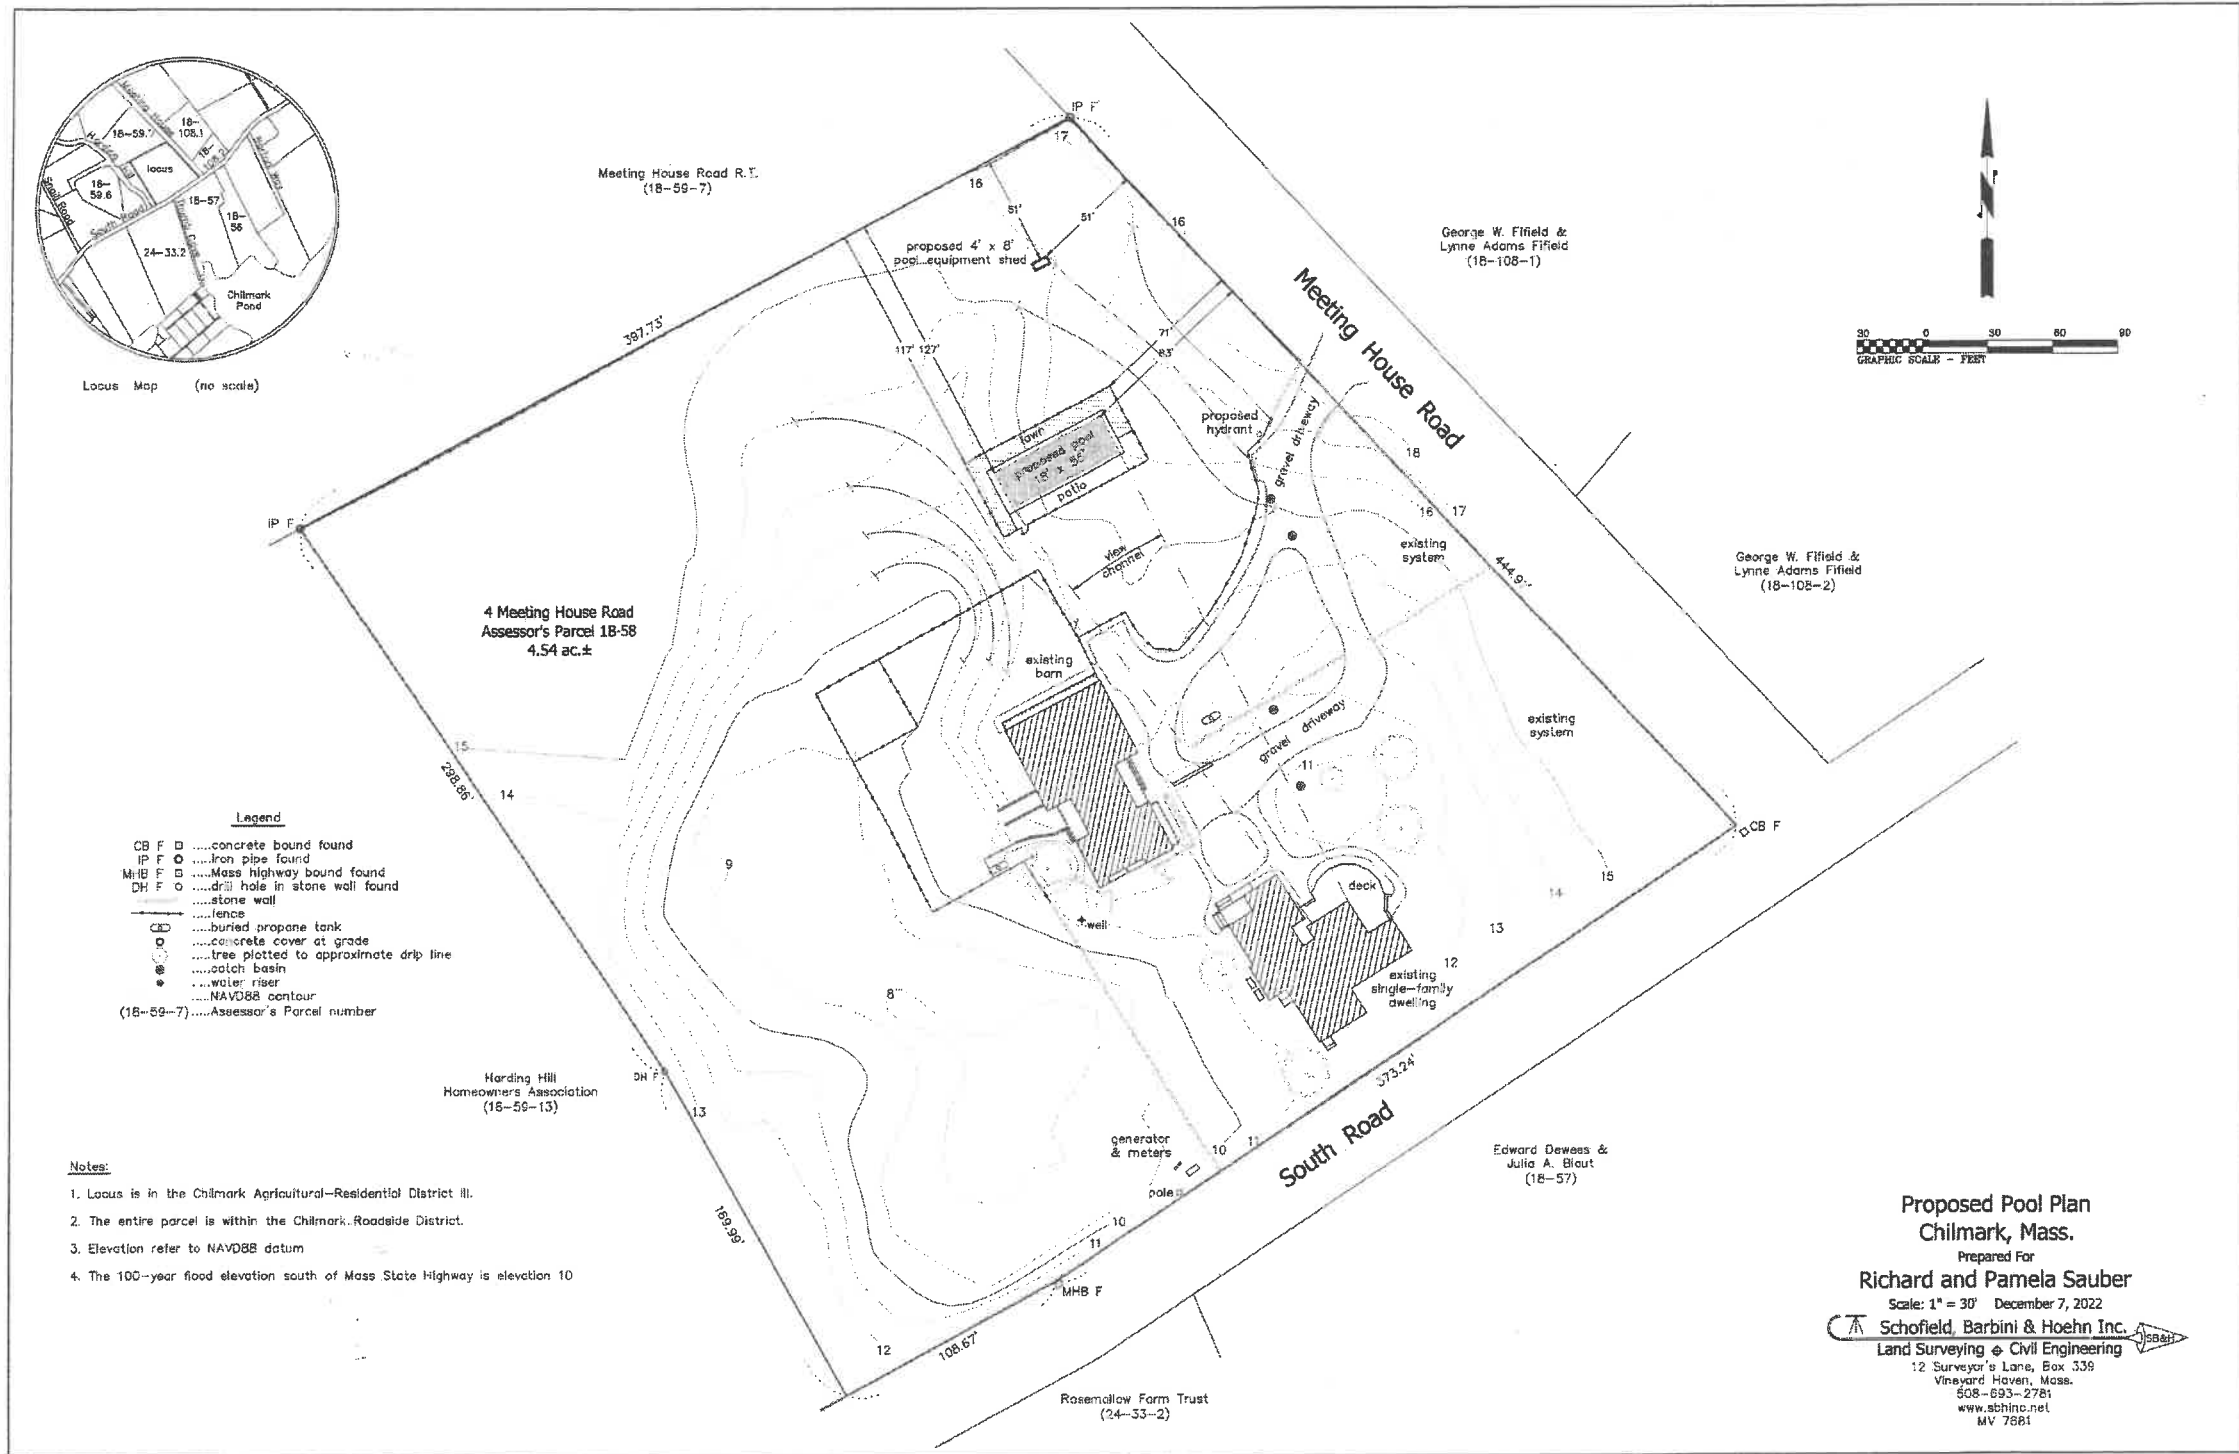 Meeting House
18-59.7
18-
108.1
18-
108.2
locus
18-
59.6
Snail Road
South Road
18-57
18-
56
24-33.2
Chilmark
Pond
Locus Map (no scale)
Meeting House Road R.T.
(18-59-7)
IP F
17
16
51'
51'
16
proposed 4' x 8'
pool equipment shed
George W. Fifield &
Lynne Adams Fifield
(18-108-1)
30 0 30 60 90
GRAPHIC SCALE - FEET
Meeting House Road
397.73'
117' 127'
71'
83'
proposed
hydrant
gravel driveway
lawn
proposed pool
patio
18
16 17
existing
system
444.9
view
channel
IP F
George W. Fifield &
Lynne Adams Fifield
(18-108-2)
4 Meeting House Road
Assessor's Parcel 18-58
4.54 ac.±
existing
barn
gravel driveway
existing
system
15
298.86'
14
11
CB F
9
deck
15
14
13
12
well
8
existing
single-family
dwelling
Legend
CB F .....concrete bound found
IP F .....iron pipe found
MHB F .....Mass highway bound found
DH F .....drill hole in stone wall found
.....stone wall
.....fence
.....buried propane tank
.....concrete cover at grade
.....tree plotted to approximate drip line
.....catch basin
.....water riser
.....NAVD88 contour
(18-59-7).....Assessor's Parcel number
DH F
Harding Hill
Homeowners Association
(18-59-13)
13
373.24'
South Road
generator
& meters
10 11
pole
Edward Dewees &
Julia A. Blaut
(18-57)
Notes:
1. Locus is in the Chilmark Agricultural-Residential District III.
2. The entire parcel is within the Chilmark Roadside District.
3. Elevation refer to NAVD88 datum
4. The 100-year flood elevation south of Mass State Highway is elevation 10
169.99'
10
11
MHB F
12
108.67'
Rosemallow Farm Trust
(24-33-2)
Proposed Pool Plan
Chilmark, Mass.
Prepared For
Richard and Pamela Sauber
Scale: 1" = 30' December 7, 2022
Schofield, Barbini & Hoehn Inc.
SB&H
Land Surveying Civil Engineering
12 Surveyor's Lane, Box 339
Vineyard Haven, Mass.
508-693-2781
www.sbhinc.net
MV 7881